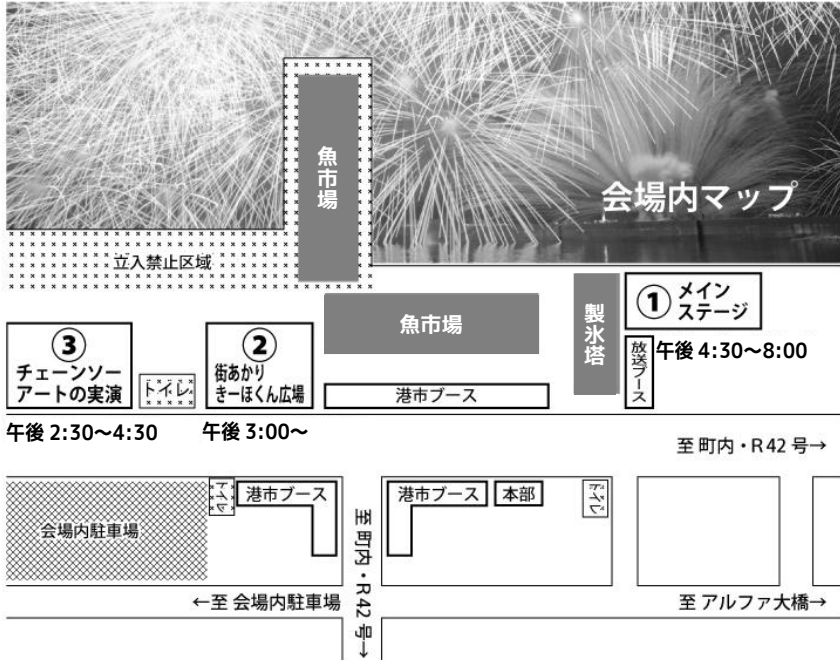 会場内マップ
魚市場
立入禁止区域
魚市場
製氷塔
① メイン
ステージ
放送ブース
午後 4:30〜8:00
③
チェーンソー
アートの実演
トイレ
②
街あかり
きーほくん広場
港市ブース
午後 2:30〜4:30
午後 3:00〜
至 町内・R42 号→
会場内駐車場
トイレ
港市ブース
至 町内・R42 号→
港市ブース
本部
トイレ
←至 会場内駐車場
至 アルファ大橋→